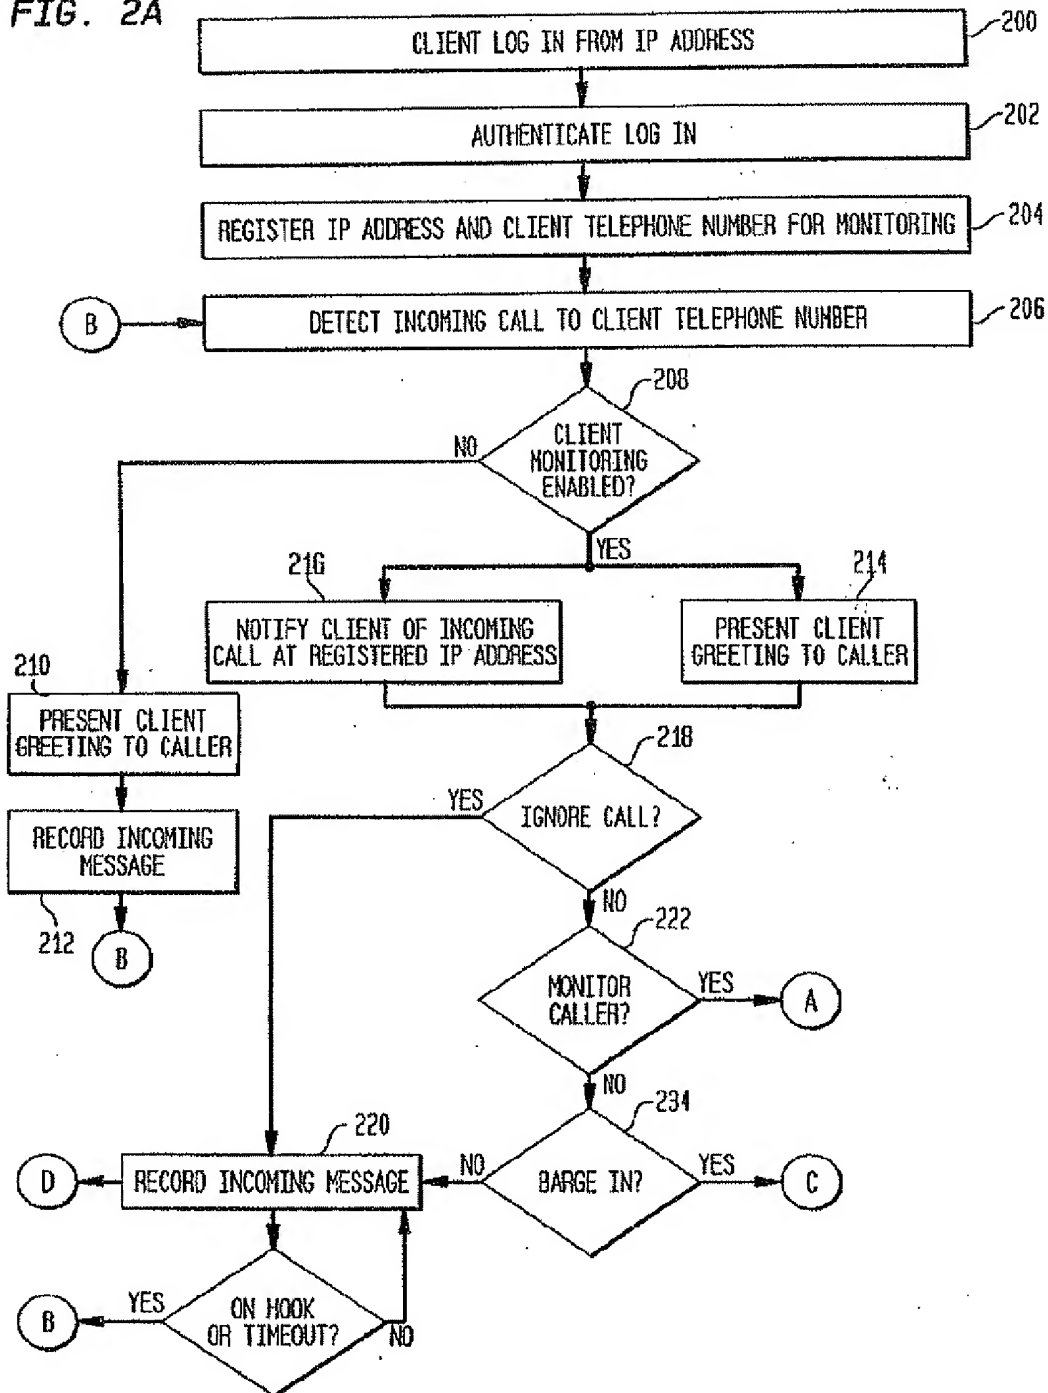 FIG. 2A
CLIENT LOG IN FROM IP ADDRESS
200
AUTHENTICATE LOG IN
202
REGISTER IP ADDRESS AND CLIENT TELEPHONE NUMBER FOR MONITORING
204
B
DETECT INCOMING CALL TO CLIENT TELEPHONE NUMBER
206
208
NO
CLIENT
MONITORING
ENABLED?
YES
216
214
NOTIFY CLIENT OF INCOMING
CALL AT REGISTERED IP ADDRESS
PRESENT CLIENT
GREETING TO CALLER
210
PRESENT CLIENT
GREETING TO CALLER
218
YES
IGNORE CALL?
RECORD INCOMING
MESSAGE
NO
212
B
222
MONITOR
CALLER?
YES
A
NO
234
220
D
RECORD INCOMING MESSAGE
NO
BARGE IN?
YES
C
B
YES
ON HOOK
OR TIMEOUT?
NO